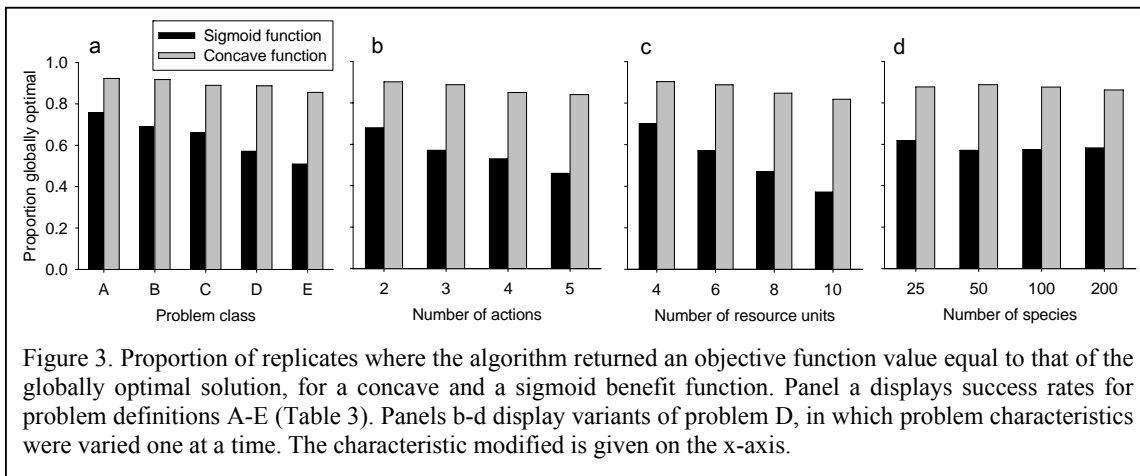 a
Sigmoid function
Concave function
b
c
d
Proportion globally optimal
1.0
0.8
0.6
0.4
0.2
0.0
A B C D E
Problem class
2 3 4 5
Number of actions
4 6 8 10
Number of resource units
25 50 100 200
Number of species
Figure 3. Proportion of replicates where the algorithm returned an objective function value equal to that of the
globally optimal solution, for a concave and a sigmoid benefit function. Panel a displays success rates for
problem definitions A-E (Table 3). Panels b-d display variants of problem D, in which problem characteristics
were varied one at a time. The characteristic modified is given on the x-axis.